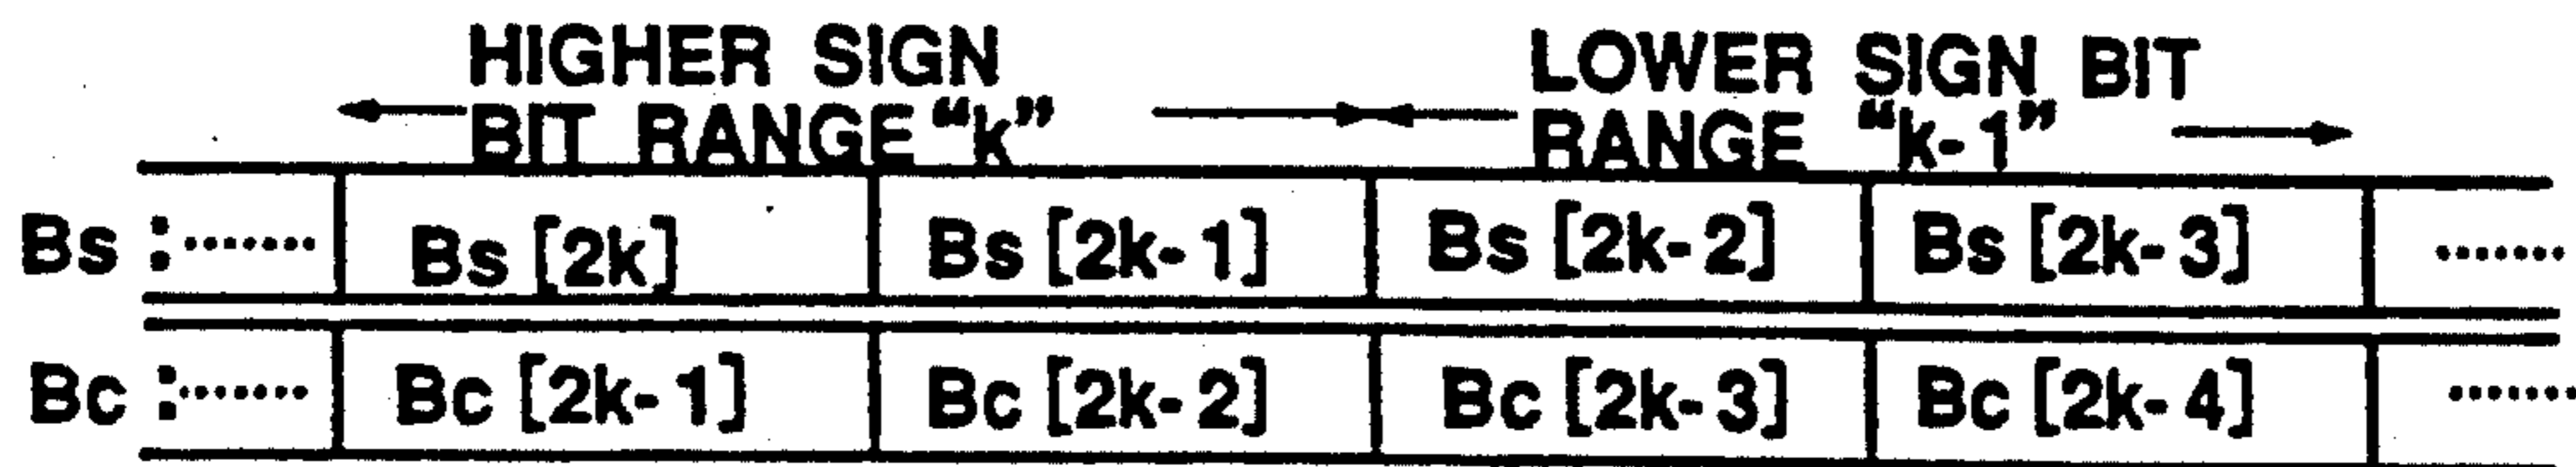 HIGHER SIGN
BIT RANGE "k"
LOWER SIGN BIT
RANGE "k-1"
Bs :....... Bs [2k] Bs [2k-1] Bs [2k-2] Bs [2k-3] .......
Bc :....... Bc [2k-1] Bc [2k-2] Bc [2k-3] Bc [2k-4] .......